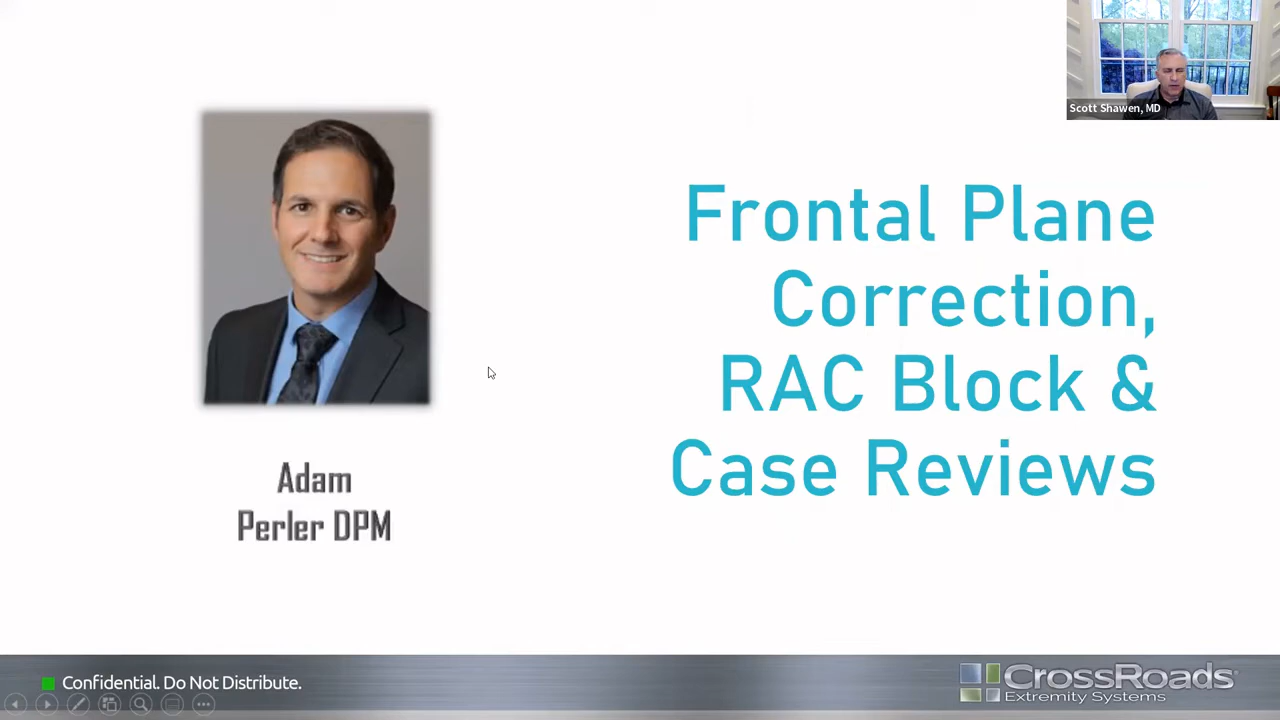 Scott Shawen, MD
Frontal Plane
Correction,
RAC Block &
Case Reviews
Adam
Perler DPM
Confidential. Do Not Distribute.
CrossRoads
Extremity Systems